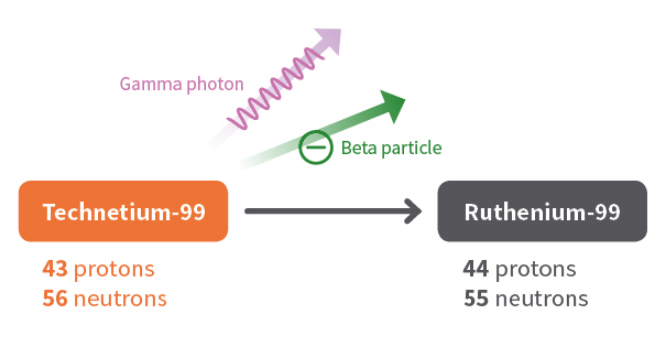 Gamma photon
Beta particle
Technetium-99
Ruthenium-99
43 protons
56 neutrons
44 protons
55 neutrons